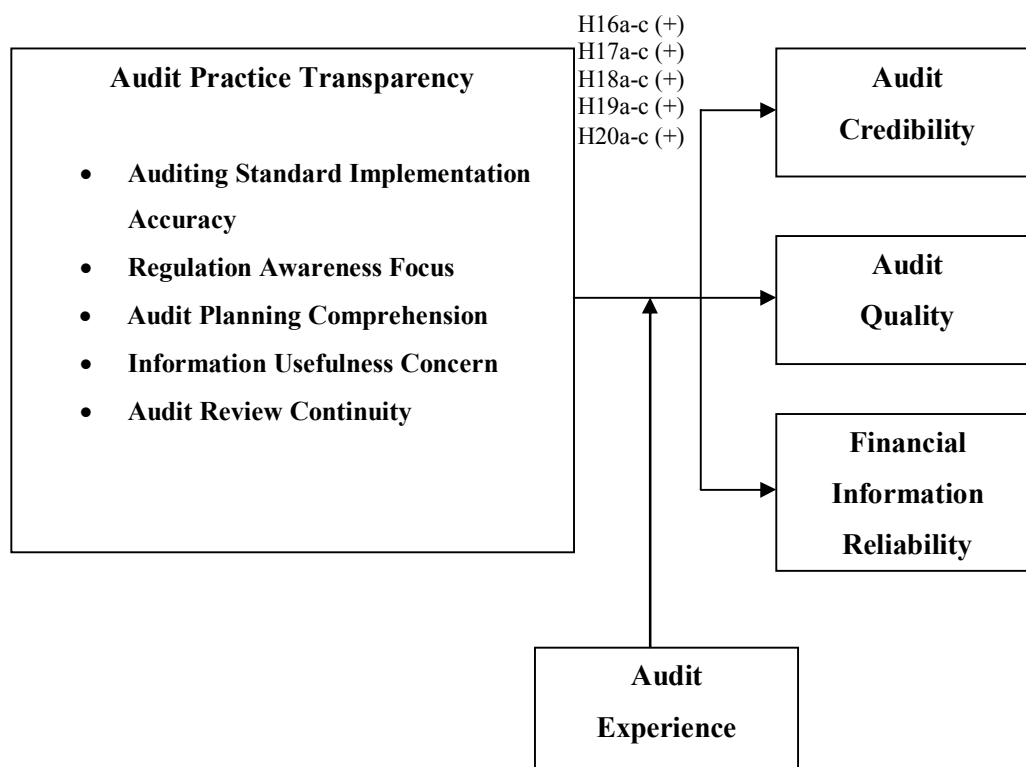 H16a-c (+)
H17a-c (+)
H18a-c (+)
H19a-c (+)
H20a-c (+)
Audit Practice Transparency
• Auditing Standard Implementation
Accuracy
• Regulation Awareness Focus
• Audit Planning Comprehension
• Information Usefulness Concern
• Audit Review Continuity
Audit
Credibility
Audit
Quality
Financial
Information
Reliability
Audit
Experience